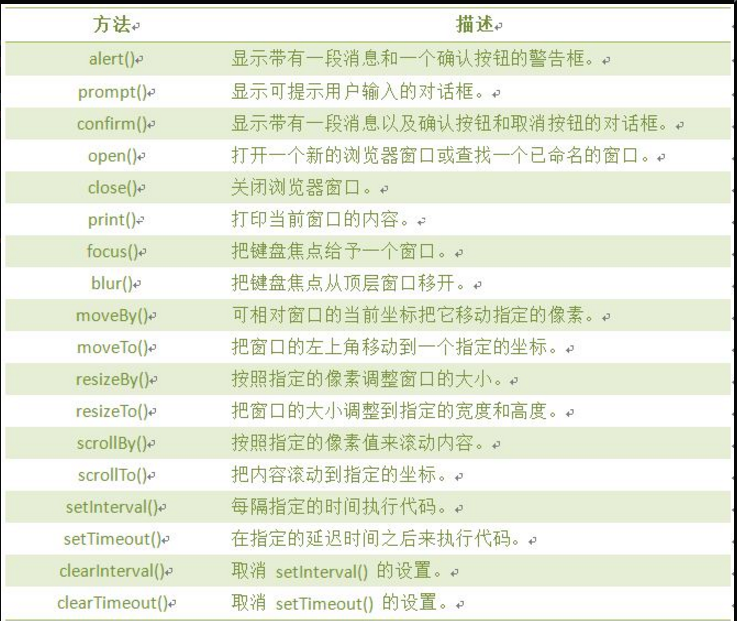 方法 描述
alert() 显示带有一段消息和一个确认按钮的警告框。
prompt() 显示可提示用户输入的对话框。
confirm() 显示带有一段消息以及确认按钮和取消按钮的对话框。
open() 打开一个新的浏览器窗口或查找一个已命名的窗口。
close() 关闭浏览器窗口。
print() 打印当前窗口的内容。
focus() 把键盘焦点给予一个窗口。
blur() 把键盘焦点从顶层窗口移开。
moveBy() 可相对窗口的当前坐标把它移动指定的像素。
moveTo() 把窗口的左上角移动到一个指定的坐标。
resizeBy() 按照指定的像素调整窗口的大小。
resizeTo() 把窗口的大小调整到指定的宽度和高度。
scrollBy() 按照指定的像素值来滚动内容。
scrollTo() 把内容滚动到指定的坐标。
setInterval() 每隔指定的时间执行代码。
setTimeout() 在指定的延迟时间之后来执行代码。
clearInterval() 取消 setInterval() 的设置。
clearTimeout() 取消 setTimeout() 的设置。